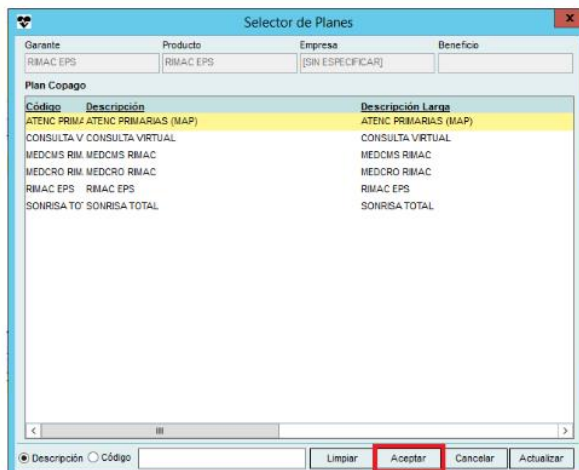 Selector de Planes
x
Garante Producto Empresa Beneficio
RIMAC EPS RIMAC EPS [SIN ESPECIFICAR]
Plan Copago
Código Descripción Descripción Larga
ATENC PRIMA ATENC PRIMARIAS (MAP) ATENC PRIMARIAS (MAP)
CONSULTA V CONSULTA VIRTUAL CONSULTA VIRTUAL
MEDCMS RIM. MEDCMS RIMAC MEDCMS RIMAC
MEDCRO RIM. MEDCRO RIMAC MEDCRO RIMAC
RIMAC EPS RIMAC EPS RIMAC EPS
SONRISA TO SONRISA TOTAL SONRISA TOTAL
Descripción Código Limpiar Aceptar Cancelar Actualizar